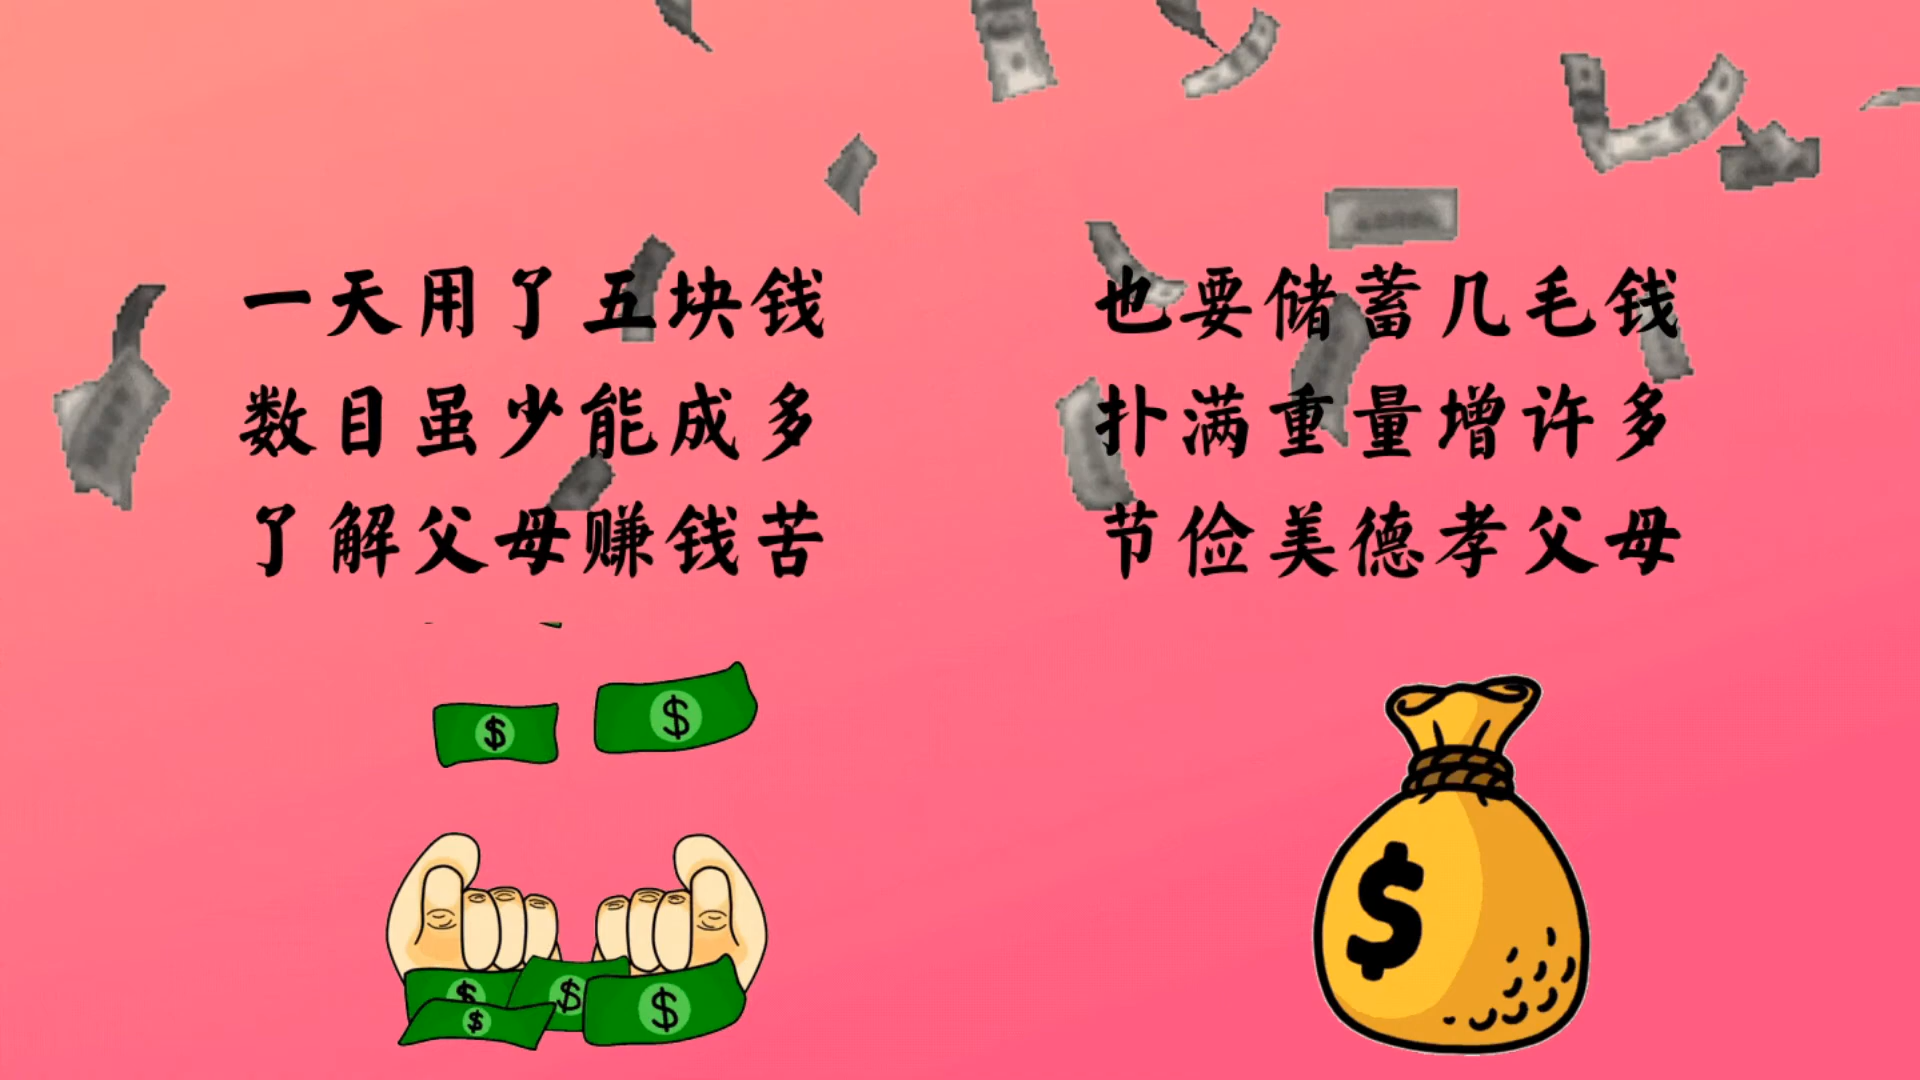 一天用了五块钱 也要储蓄几毛钱
数目虽少能成多 扑满重量增许多
了解父母赚钱苦 节俭美德孝父母
$ $
$ $ $
$
$